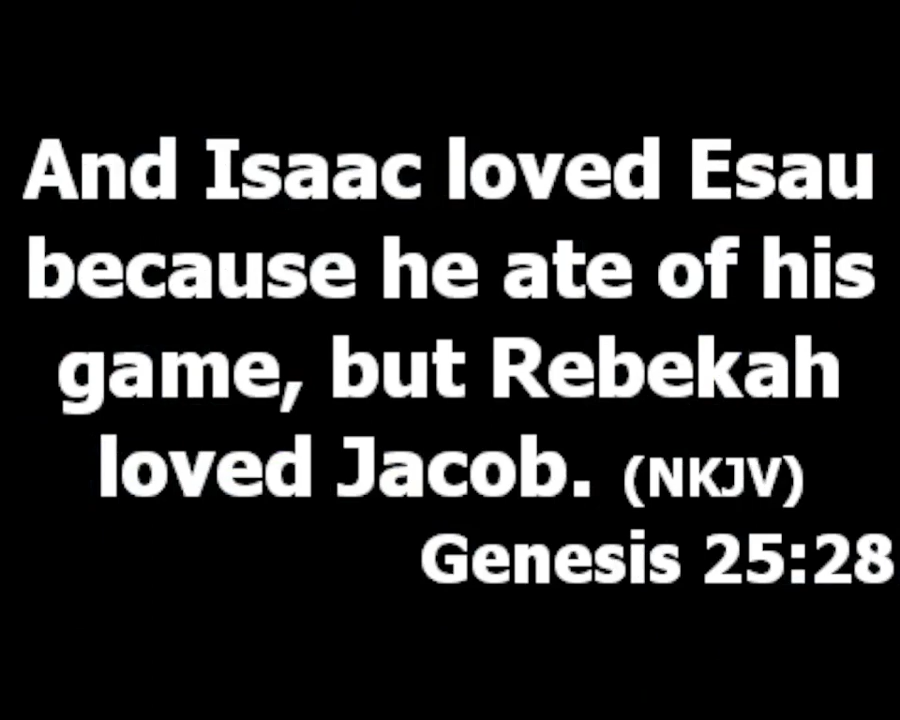 And Isaac loved Esau
because he ate of his
game, but Rebekah
loved Jacob. (NKJV)
Genesis 25:28